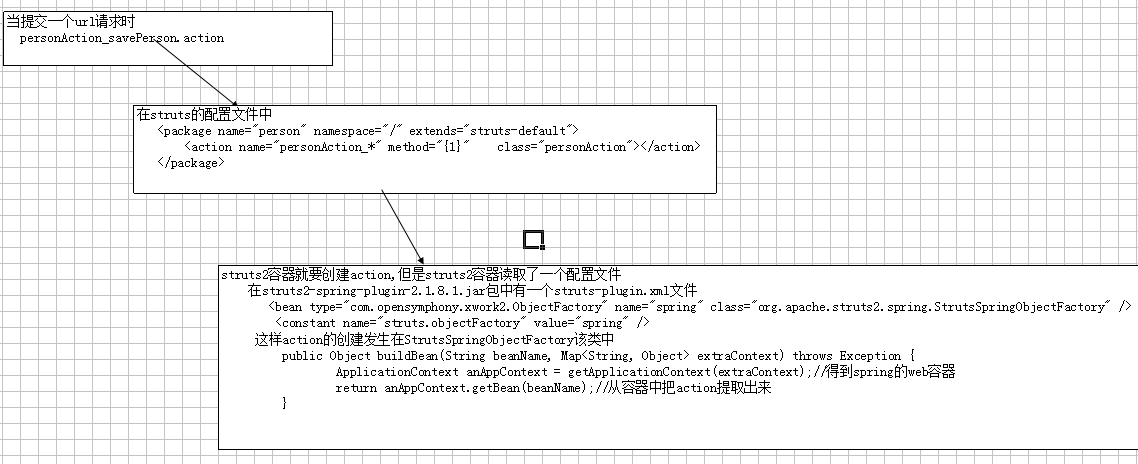 当提交一个url请求时
personAction_savePerson.action
在struts的配置文件中
<package name="person" namespace="/" extends="struts-default">
<action name="personAction_*" method="{1}" class="personAction"></action>
</package>
struts2容器就要创建action,但是struts2容器读取了一个配置文件
在struts2-spring-plugin-2.1.8.1.jar包中有一个struts-plugin.xml文件
<bean type="com.opensymphony.xwork2.ObjectFactory" name="spring" class="org.apache.struts2.spring.StrutsSpringObjectFactory" />
<constant name="struts.objectFactory" value="spring" />
这样action的创建发生在StrutsSpringObjectFactory该类中
public Object buildBean(String beanName, Map<String, Object> extraContext) throws Exception {
ApplicationContext anAppContext = getApplicationContext(extraContext);//得到spring的web容器
return anAppContext.getBean(beanName);//从容器中把action提取出来
}